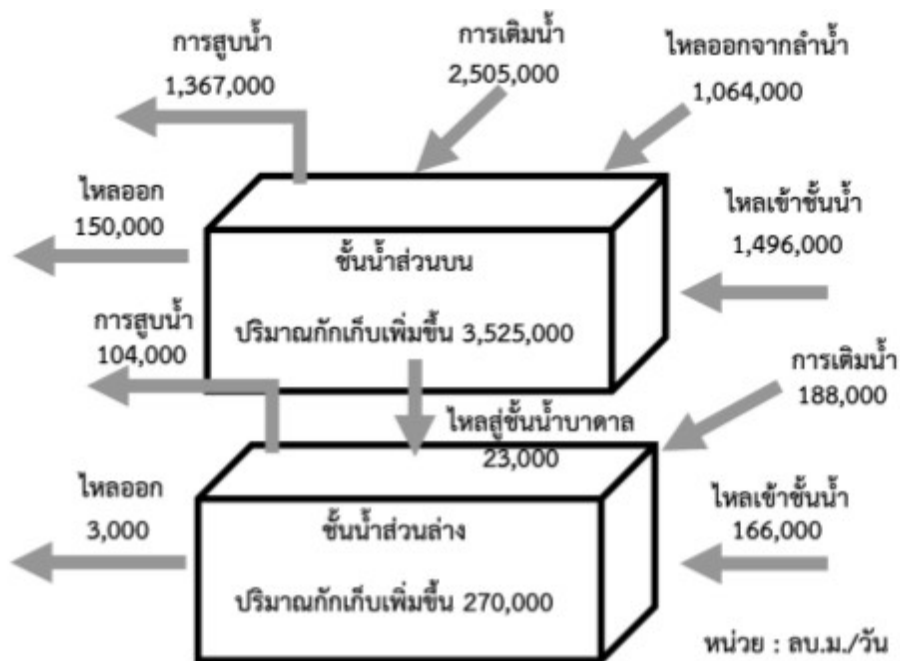 การสูบน้ำ
1,367,000
การเติมน้ำ
2,505,000
ไหลออกจากลำน้ำ
1,064,000
ไหลออก
150,000
ชั้นน้ำส่วนบน
ปริมาณกักเก็บเพิ่มขึ้น 3,525,000
ไหลเข้าชั้นน้ำ
1,496,000
การสูบน้ำ
104,000
ไหลสู่ชั้นน้ำบาดาล
23,000
การเติมน้ำ
188,000
ไหลออก
3,000
ชั้นน้ำส่วนล่าง
ปริมาณกักเก็บเพิ่มขึ้น 270,000
ไหลเข้าชั้นน้ำ
166,000
หน่วย : ลบ.ม./วัน